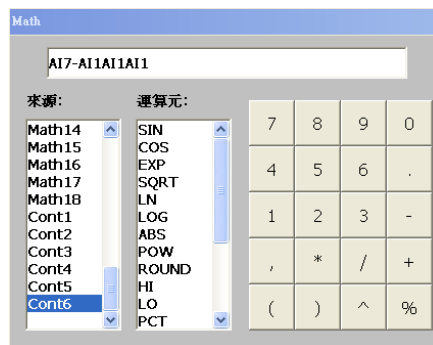 Math
AI7-AI1AI1AI1
來源:
運算元:
Math14
Math15
Math16
Math17
Math18
Cont1
Cont2
Cont3
Cont4
Cont5
Cont6
SIN
COS
EXP
SQRT
LN
LOG
ABS
POW
ROUND
HI
LO
PCT
7 8 9 0
4 5 6 .
1 2 3 -
, * / +
( ) ^ %